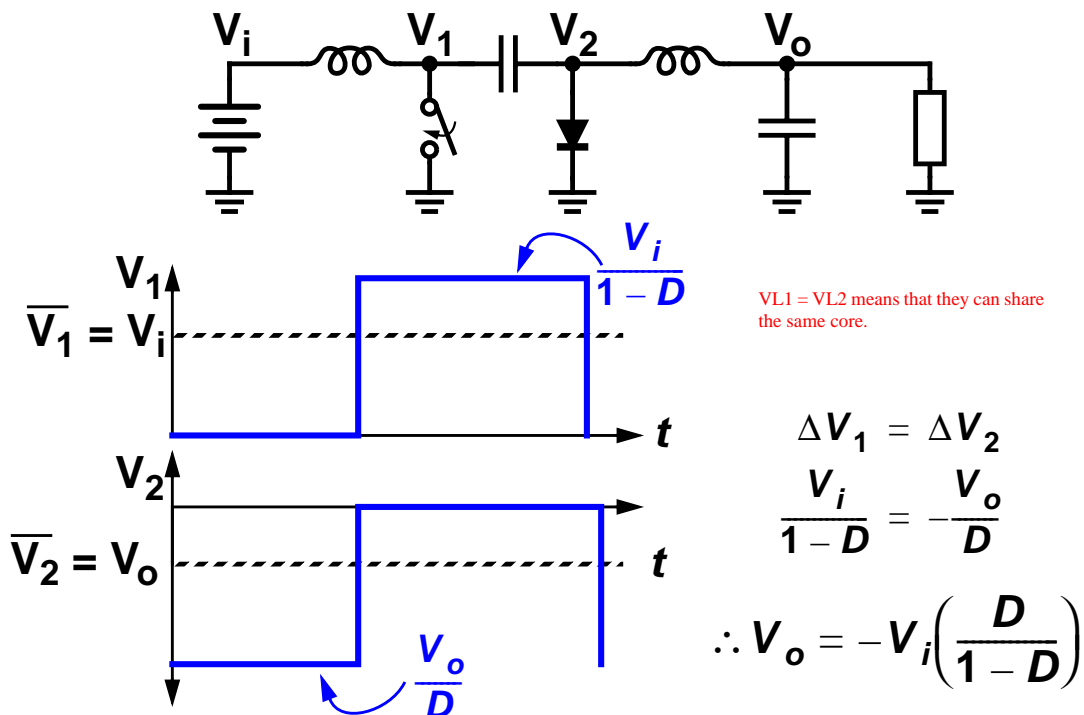 Vi V1 V2 Vo
V1
Vi / 1 – D
V̅1̅ = Vi
t
VL1 = VL2 means that they can share
the same core.
V2
V̅2̅ = Vo
t
Vo / D
ΔV1 = ΔV2
Vi / 1 – D = – Vo / D
∴ Vo = –Vi(D / 1 – D)